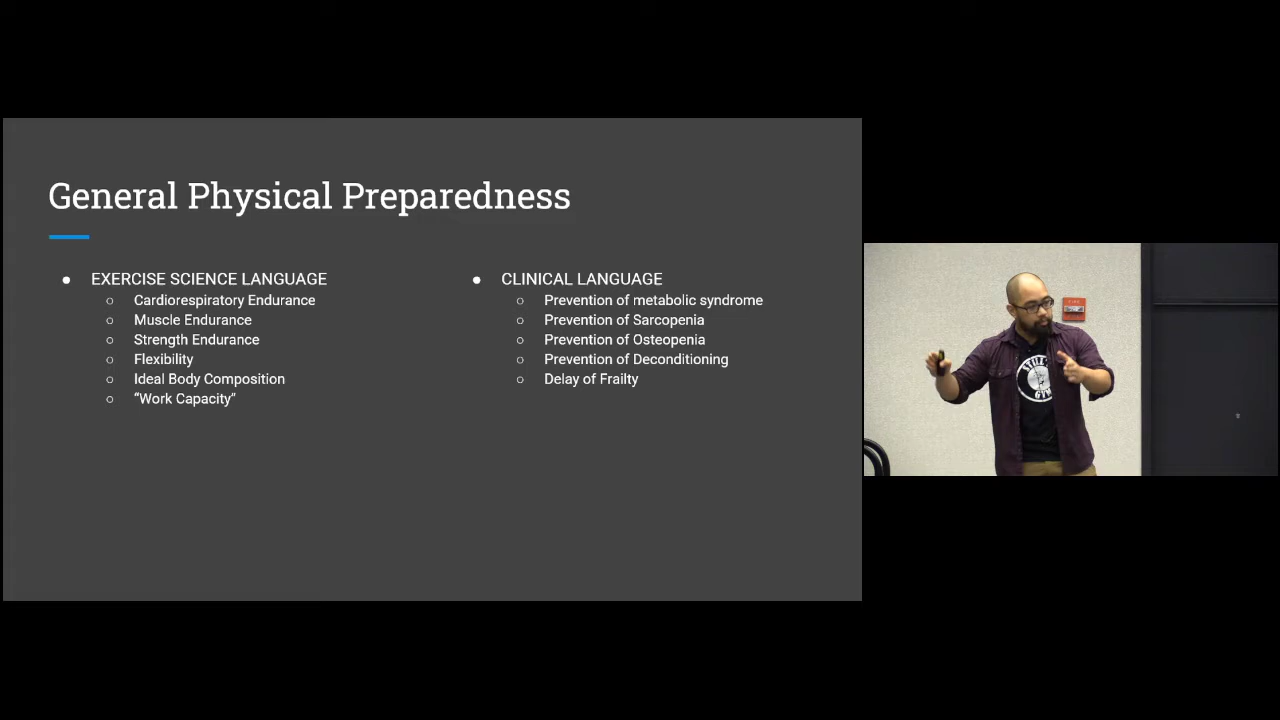 General Physical Preparedness
EXERCISE SCIENCE LANGUAGE
Cardiorespiratory Endurance
Muscle Endurance
Strength Endurance
Flexibility
Ideal Body Composition
“Work Capacity”
CLINICAL LANGUAGE
Prevention of metabolic syndrome
Prevention of Sarcopenia
Prevention of Osteopenia
Prevention of Deconditioning
Delay of Frailty
GYM